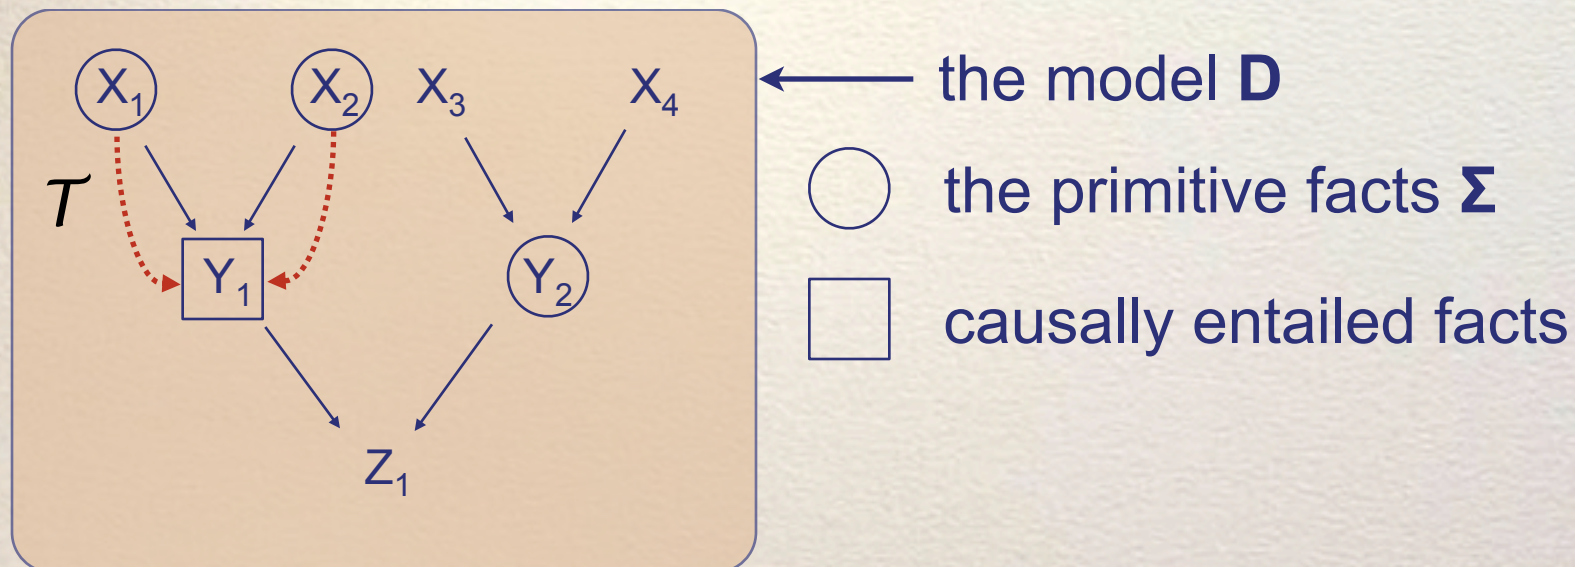 X₁ X₂ X₃ X₄
the model D
𝒯
the primitive facts Σ
Y₁ Y₂
causally entailed facts
Z₁